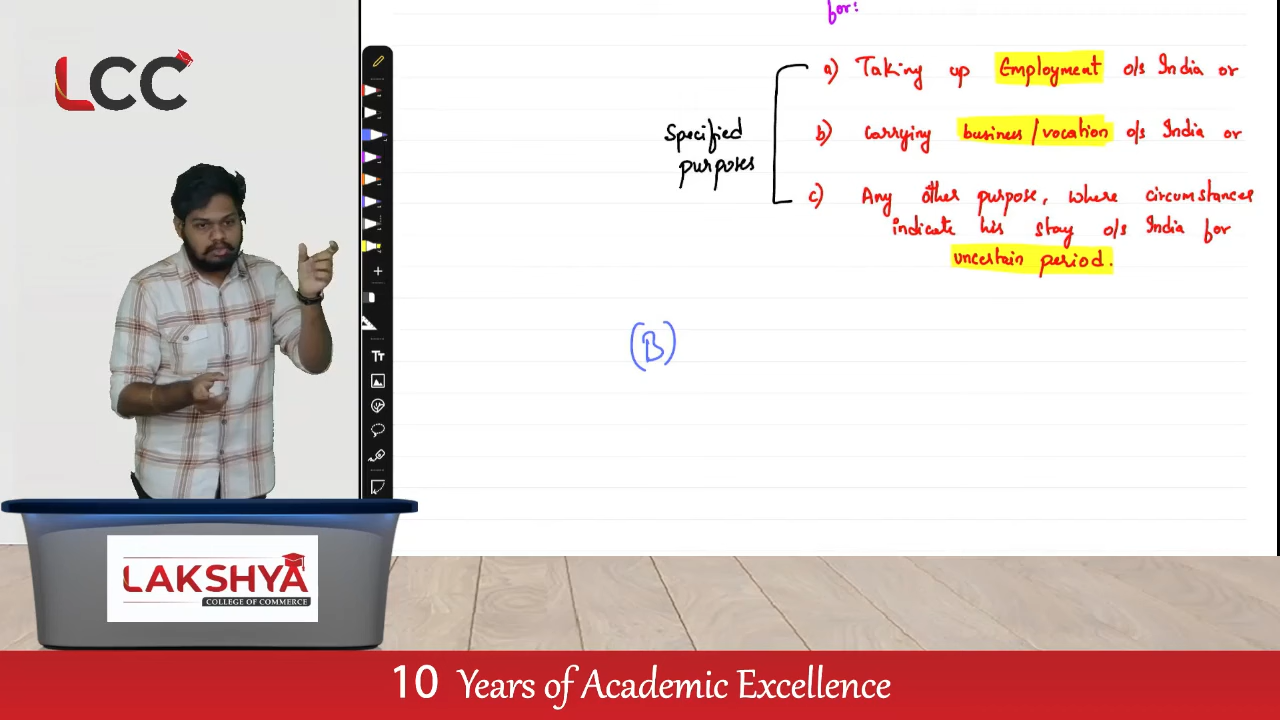 LCC
for:
a) Taking up Employment o/s India or
b) carrying business/vocation o/s India or
Specified
purposes
c) Any other purpose, where circumstances
indicate his stay o/s India for
uncertain period.
(B)
Tт
LAKSHYA
COLLEGE OF COMMERCE
10 Years of Academic Excellence